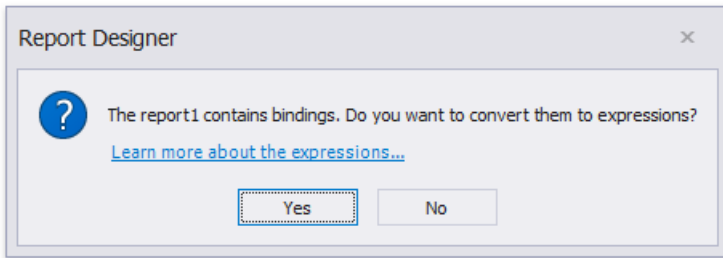 Report Designer
The report1 contains bindings. Do you want to convert them to expressions?
Learn more about the expressions...
Yes No